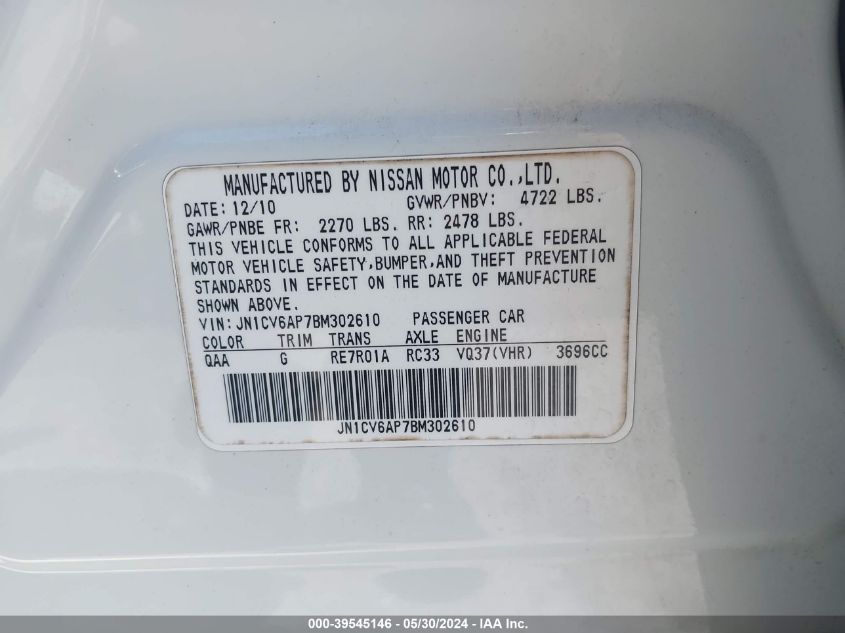 MANUFACTURED BY NISSAN MOTOR CO.,LTD.
DATE: 12/10 GVWR/PNBV: 4722 LBS.
GAWR/PNBE FR: 2270 LBS. RR: 2478 LBS.
THIS VEHICLE CONFORMS TO ALL APPLICABLE FEDERAL
MOTOR VEHICLE SAFETY,BUMPER,AND THEFT PREVENTION
STANDARDS IN EFFECT ON THE DATE OF MANUFACTURE
SHOWN ABOVE.
VIN: JN1CV6AP7BM302610 PASSENGER CAR
COLOR TRIM TRANS AXLE ENGINE
QAA G RE7R01A RC33 VQ37(VHR) 3696CC
JN1CV6AP7BM302610
000-39545146 - 05/30/2024 - IAA Inc.